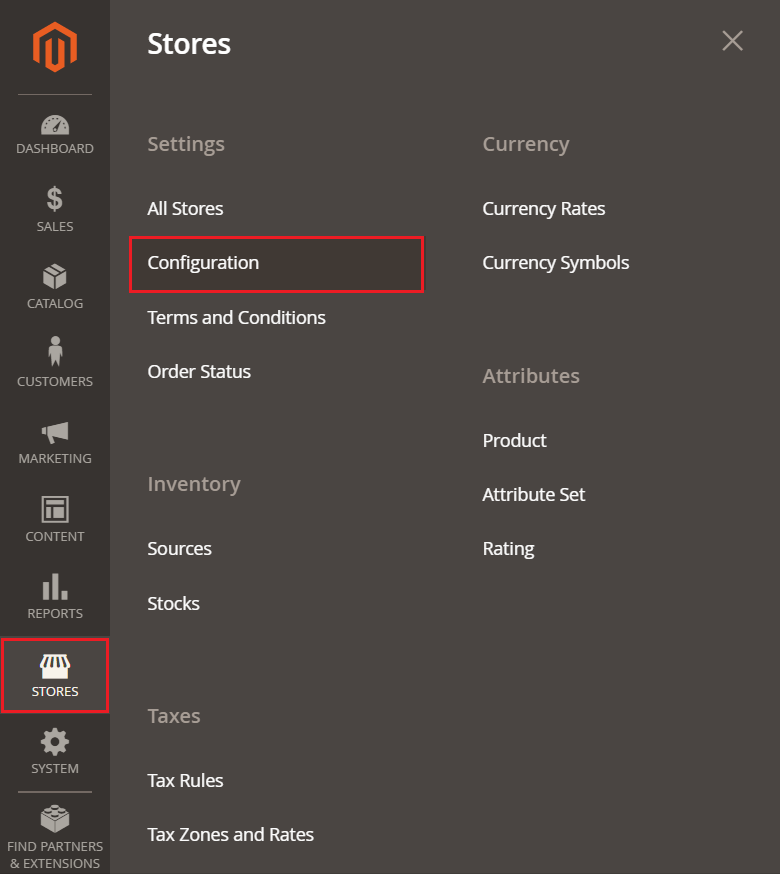 DASHBOARD
SALES
CATALOG
CUSTOMERS
MARKETING
CONTENT
REPORTS
STORES
SYSTEM
FIND PARTNERS
& EXTENSIONS
Stores
Settings
All Stores
Configuration
Terms and Conditions
Order Status
Inventory
Sources
Stocks
Taxes
Tax Rules
Tax Zones and Rates
Currency
Currency Rates
Currency Symbols
Attributes
Product
Attribute Set
Rating